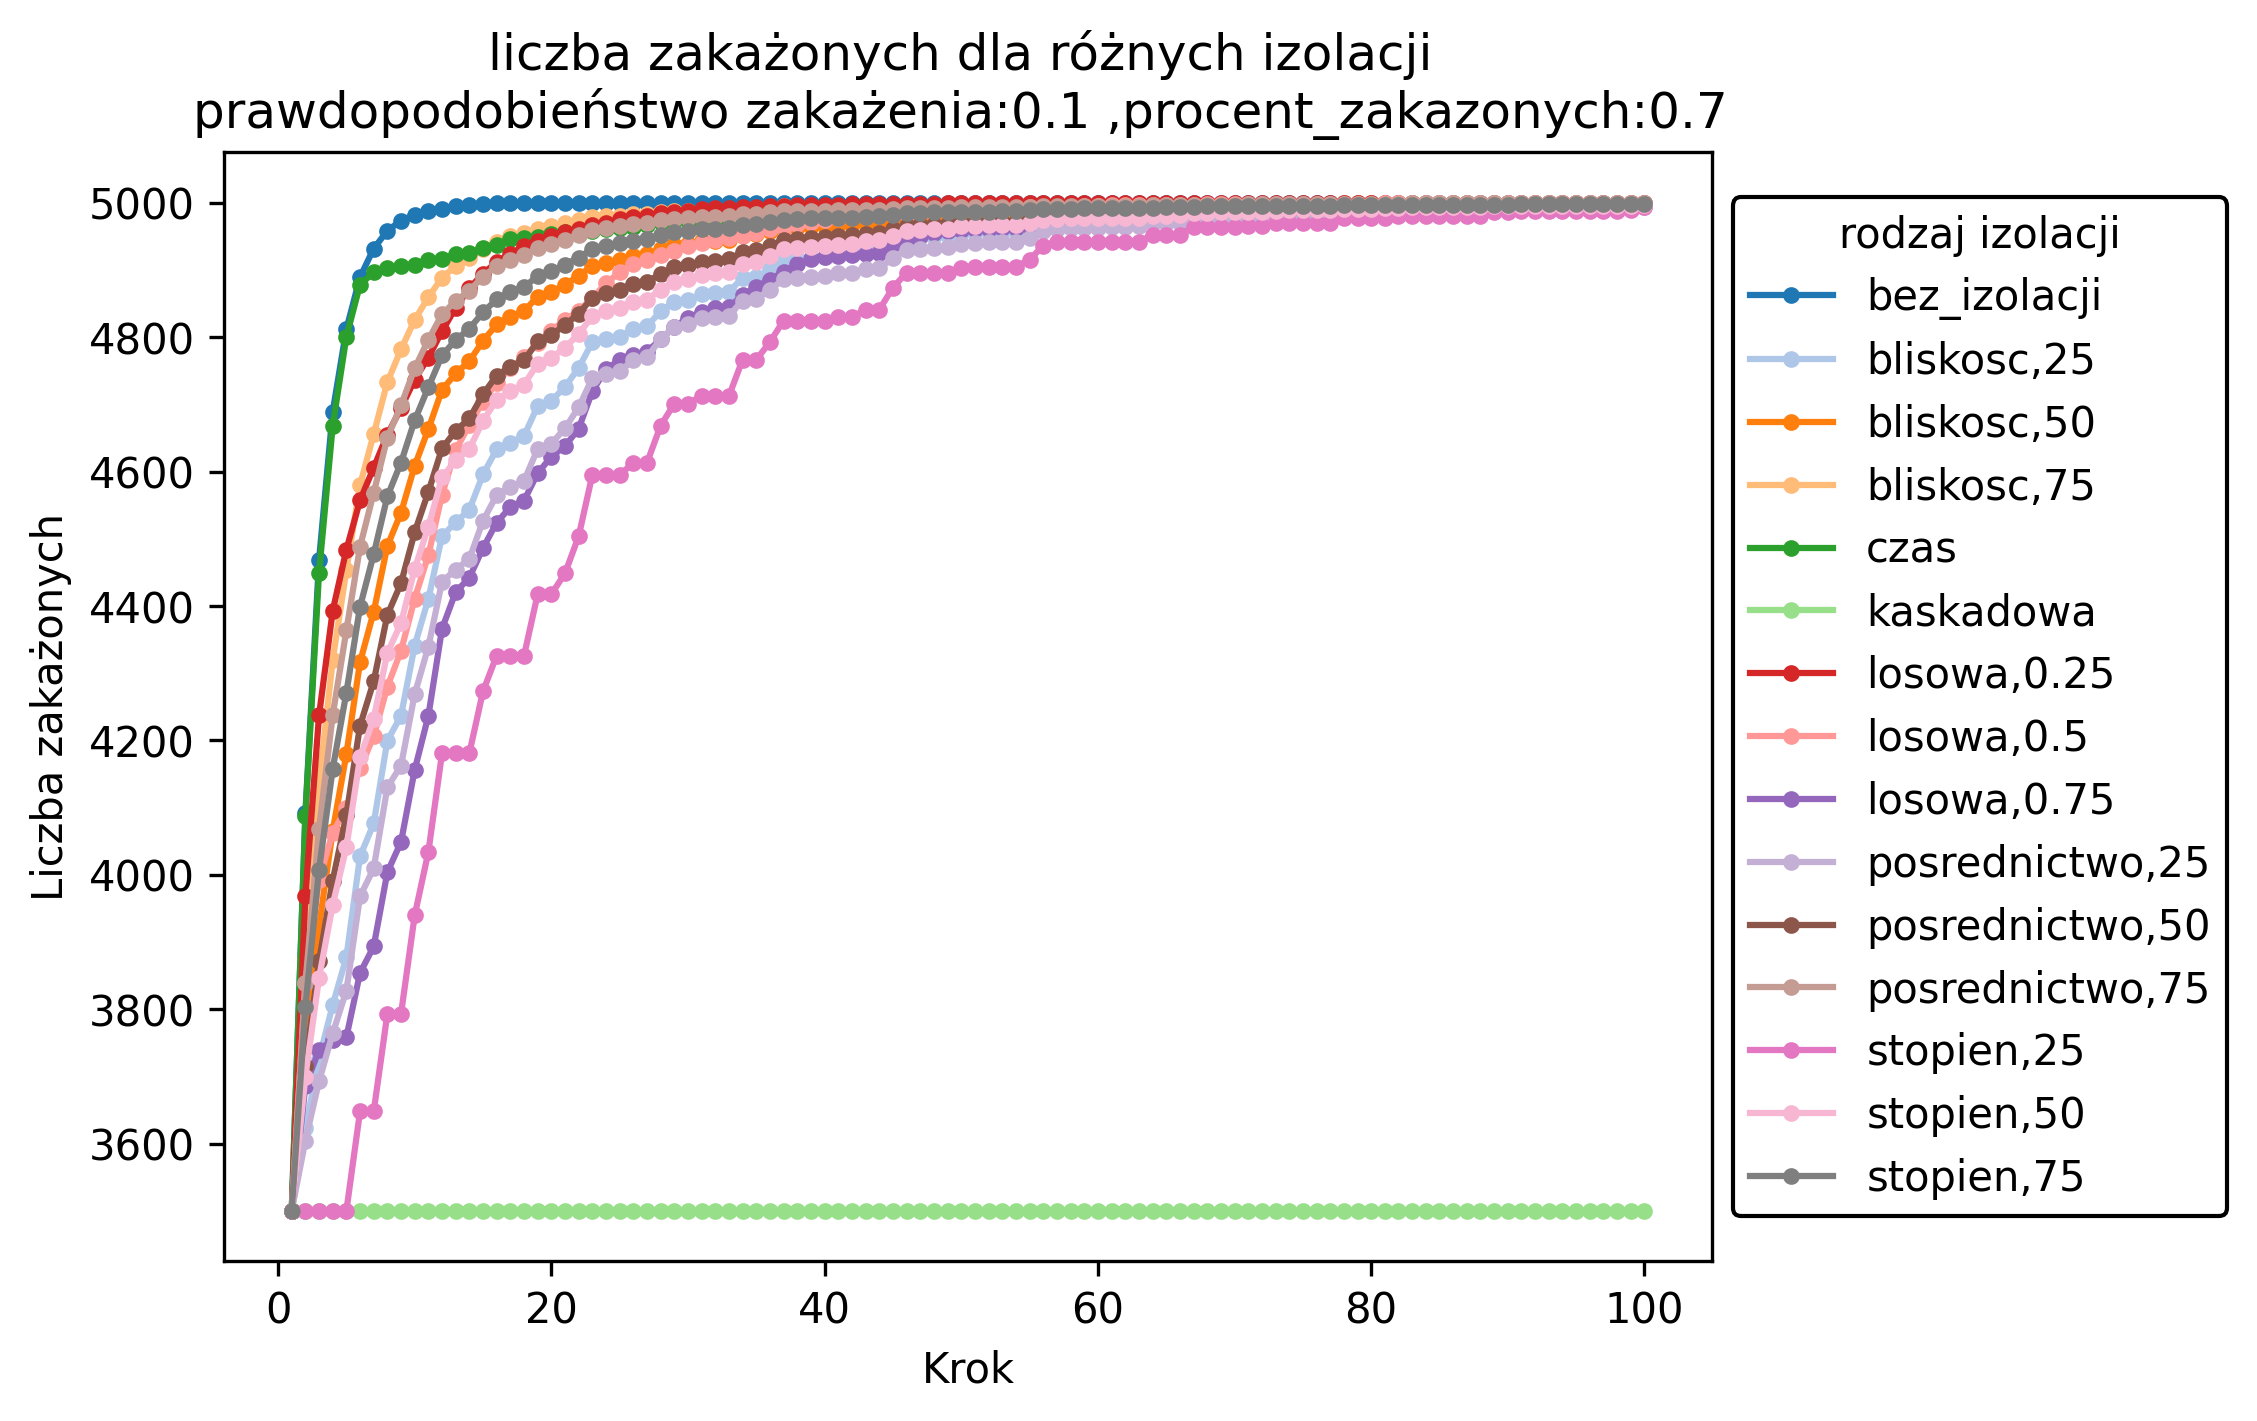 liczba zakażonych dla różnych izolacji
prawdopodobieństwo zakażenia:0.1 ,procent_zakazonych:0.7
5000
4800
4600
4400
4200
4000
3800
3600
Liczba zakażonych
0 20 40 60 80 100
Krok
rodzaj izolacji
bez_izolacji
bliskosc,25
bliskosc,50
bliskosc,75
czas
kaskadowa
losowa,0.25
losowa,0.5
losowa,0.75
posrednictwo,25
posrednictwo,50
posrednictwo,75
stopien,25
stopien,50
stopien,75